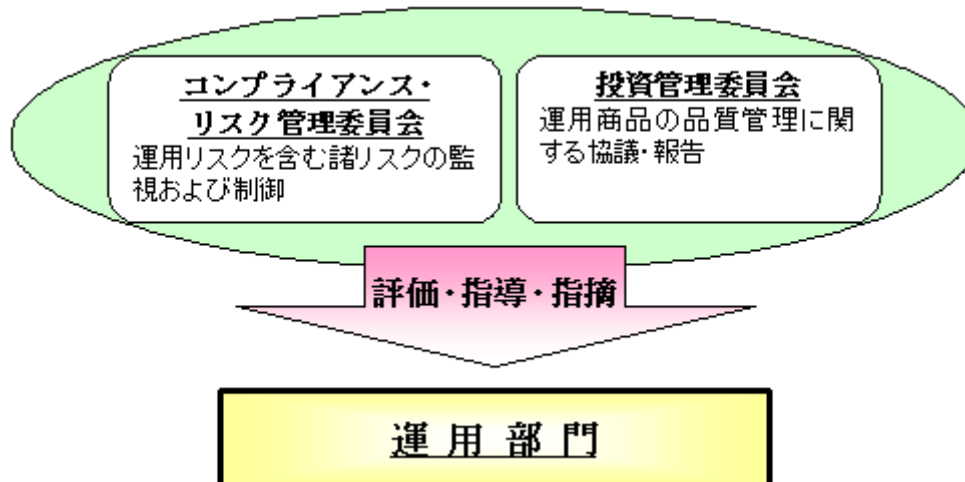 コンプライアンス・
リスク管理委員会
運用リスクを含む諸リスクの監
視および制御
投資管理委員会
運用商品の品質管理に関
する協議・報告
評価・指導・指摘
運用部門